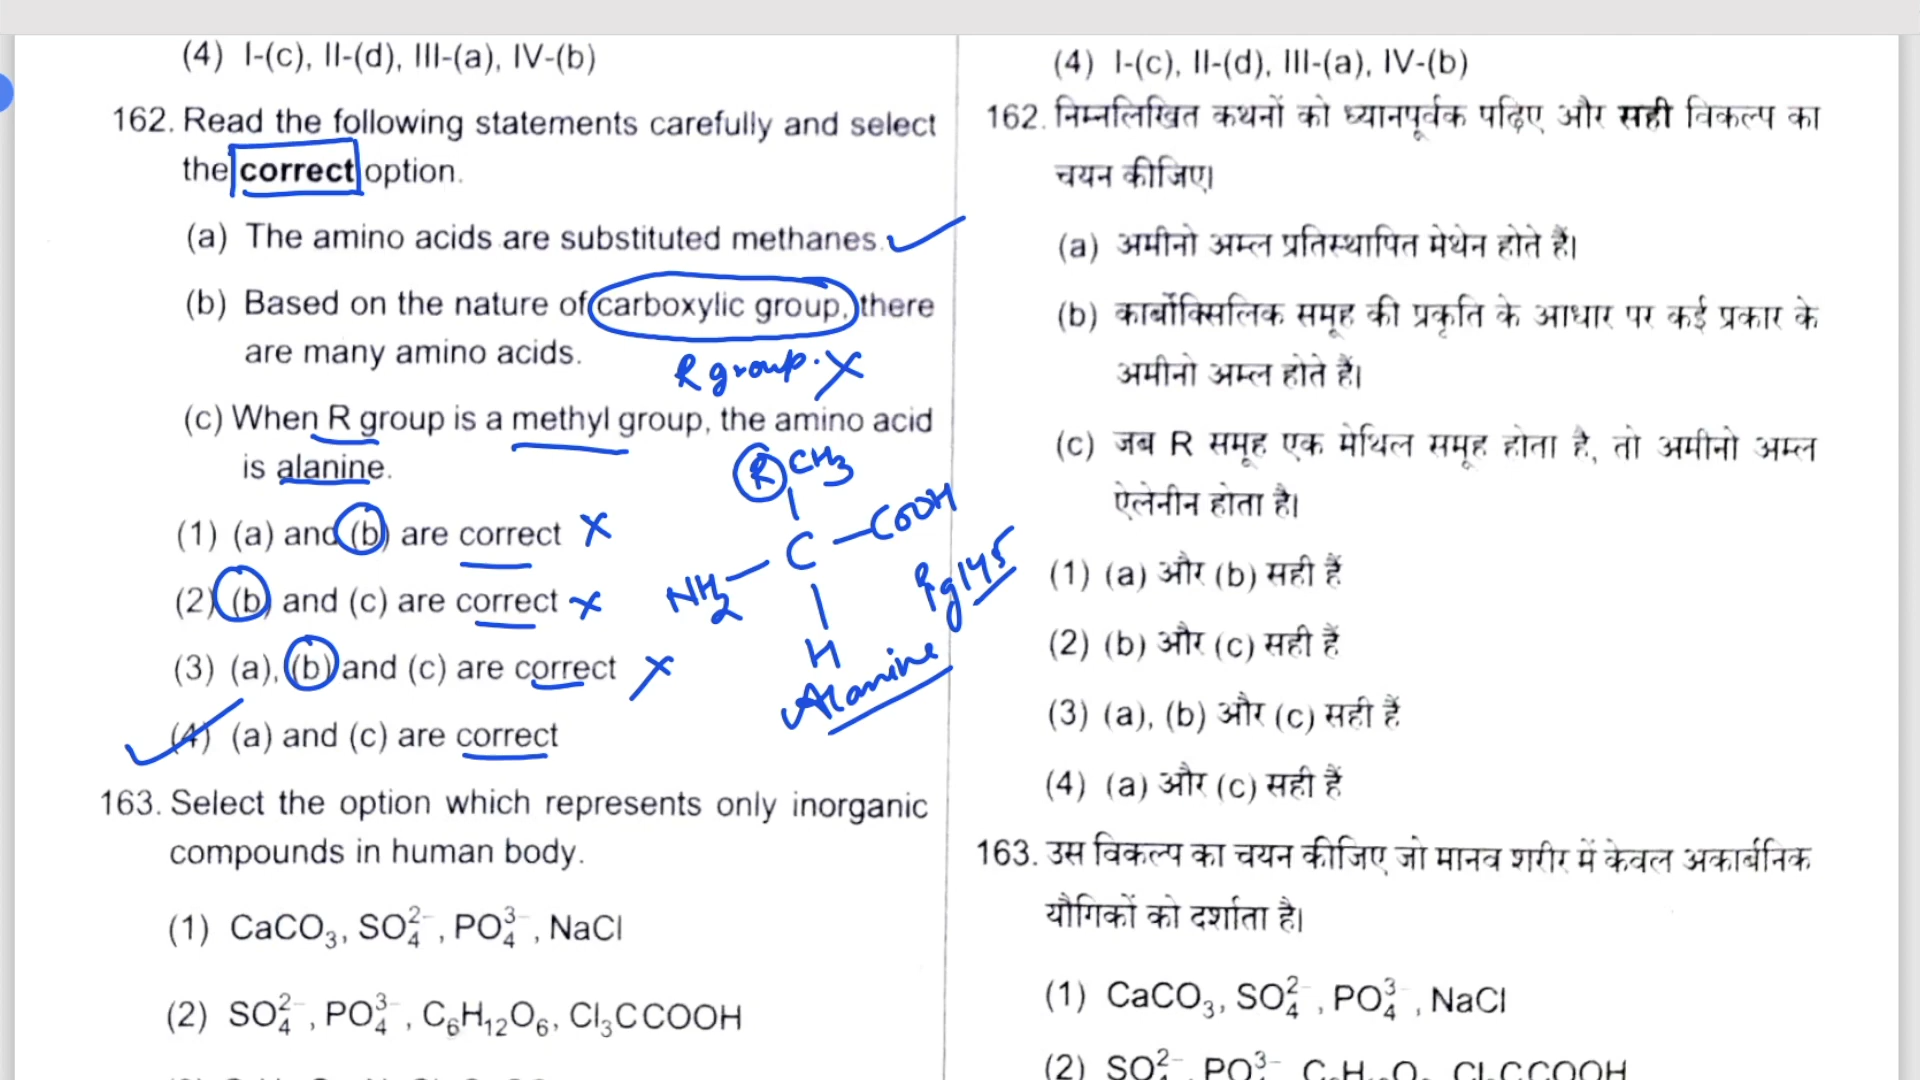 (4) I-(c), II-(d), III-(a), IV-(b)
162. Read the following statements carefully and select
the correct option.
(a) The amino acids are substituted methanes.
(b) Based on the nature of carboxylic group, there
are many amino acids.
R group. X
(c) When R group is a methyl group, the amino acid
is alanine.
R CH3
C
COOH
NH2
H
Alanine
Pg 145
(1) (a) and (b) are correct X
(2) (b) and (c) are correct X
(3) (a), (b) and (c) are correct X
(4) (a) and (c) are correct
163. Select the option which represents only inorganic
compounds in human body.
(1) CaCO₃, SO₄²⁻, PO₄³⁻, NaCl
(2) SO₄²⁻, PO₄³⁻, C₆H₁₂O₆, Cl₃CCOOH
(4) I-(c), II-(d), III-(a), IV-(b)
162. निम्नलिखित कथनों को ध्यानपूर्वक पढ़िए और सही विकल्प का
चयन कीजिए।
(a) अमीनो अम्ल प्रतिस्थापित मेथेन होते हैं।
(b) कार्बोक्सिलिक समूह की प्रकृति के आधार पर कई प्रकार के
अमीनो अम्ल होते हैं।
(c) जब R समूह एक मेथिल समूह होता है, तो अमीनो अम्ल
ऐलेनीन होता है।
(1) (a) और (b) सही हैं
(2) (b) और (c) सही हैं
(3) (a), (b) और (c) सही हैं
(4) (a) और (c) सही हैं
163. उस विकल्प का चयन कीजिए जो मानव शरीर में केवल अकार्बनिक
यौगिकों को दर्शाता है।
(1) CaCO₃, SO₄²⁻, PO₄³⁻, NaCl
(2) SO₄²⁻, PO₄³⁻, C₆H₁₂O₆, Cl₃CCOOH